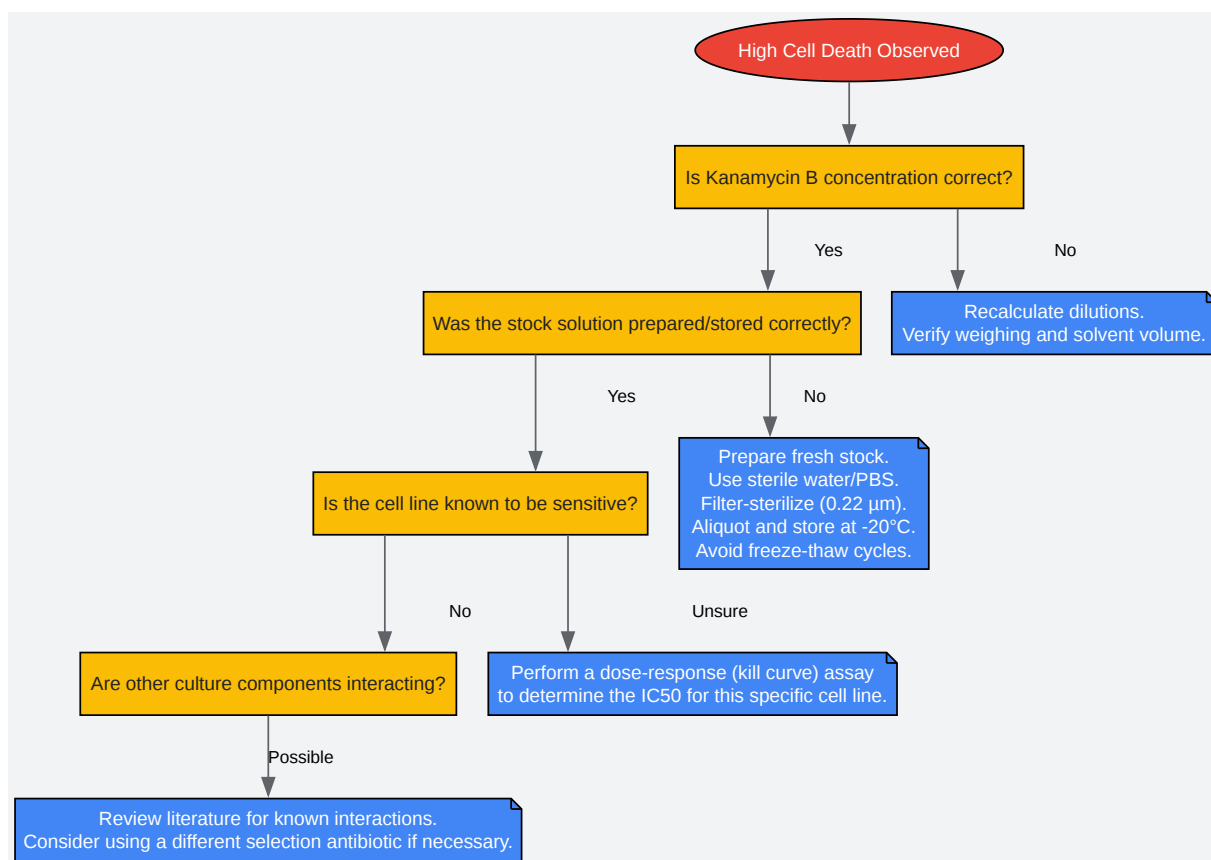 High Cell Death Observed
Is Kanamycin B concentration correct?
Yes
No
Was the stock solution prepared/stored correctly?
Recalculate dilutions.
Verify weighing and solvent volume.
Yes
No
Is the cell line known to be sensitive?
Prepare fresh stock.
Use sterile water/PBS.
Filter-sterilize (0.22 µm).
Aliquot and store at -20°C.
Avoid freeze-thaw cycles.
No
Unsure
Are other culture components interacting?
Perform a dose-response (kill curve) assay
to determine the IC50 for this specific cell line.
Possible
Review literature for known interactions.
Consider using a different selection antibiotic if necessary.